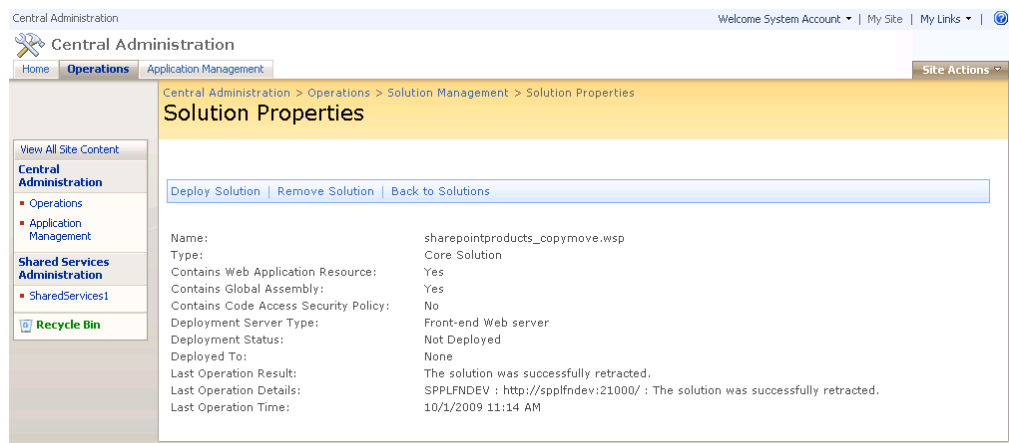 Central Administration
Welcome System Account | My Site | My Links |
Central Administration
Home Operations Application Management
Site Actions
Central Administration > Operations > Solution Management > Solution Properties
Solution Properties
View All Site Content
Central
Administration
Operations
Application
Management
Shared Services
Administration
SharedServices1
Recycle Bin
Deploy Solution | Remove Solution | Back to Solutions
Name: sharepointproducts_copymove.wsp
Type: Core Solution
Contains Web Application Resource: Yes
Contains Global Assembly: Yes
Contains Code Access Security Policy: No
Deployment Server Type: Front-end Web server
Deployment Status: Not Deployed
Deployed To: None
Last Operation Result: The solution was successfully retracted.
Last Operation Details: SPPLFNDEV : http://spplfndev:21000/ : The solution was successfully retracted.
Last Operation Time: 10/1/2009 11:14 AM